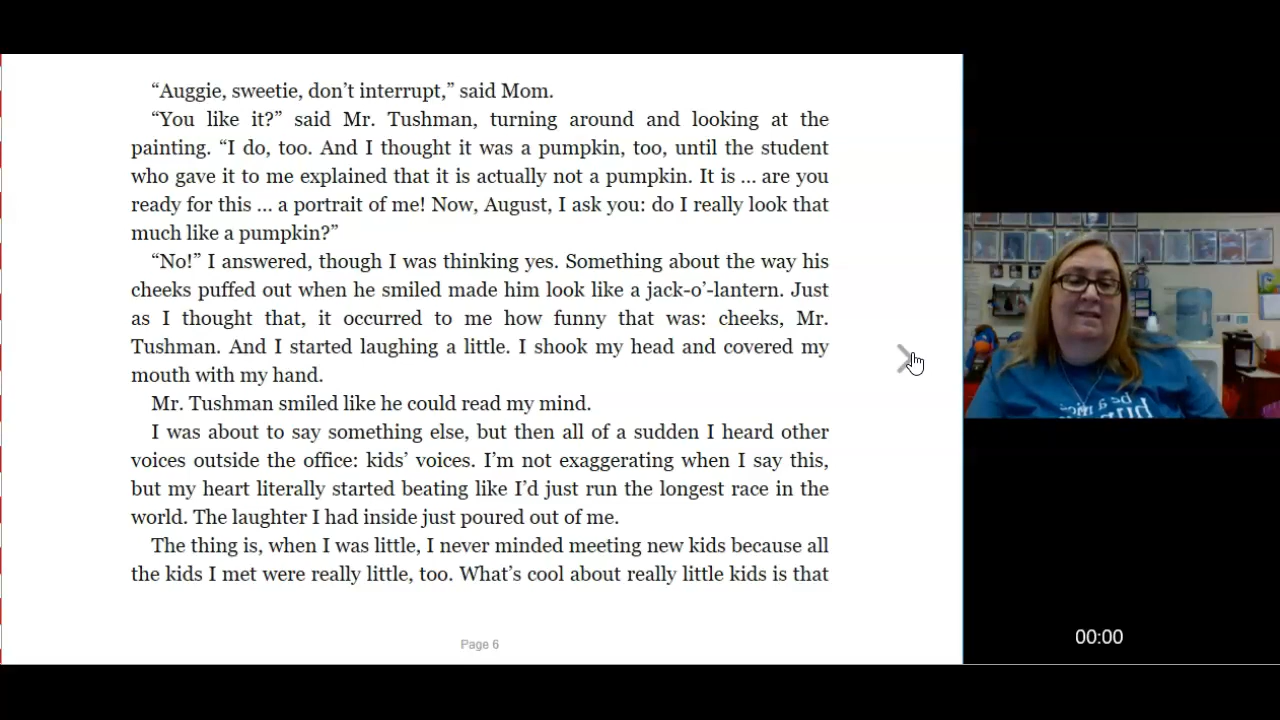 “Auggie, sweetie, don’t interrupt,” said Mom.
“You like it?” said Mr. Tushman, turning around and looking at the
painting. “I do, too. And I thought it was a pumpkin, too, until the student
who gave it to me explained that it is actually not a pumpkin. It is ... are you
ready for this ... a portrait of me! Now, August, I ask you: do I really look that
much like a pumpkin?”
“No!” I answered, though I was thinking yes. Something about the way his
cheeks puffed out when he smiled made him look like a jack-o’-lantern. Just
as I thought that, it occurred to me how funny that was: cheeks, Mr.
Tushman. And I started laughing a little. I shook my head and covered my
mouth with my hand.
Mr. Tushman smiled like he could read my mind.
I was about to say something else, but then all of a sudden I heard other
voices outside the office: kids’ voices. I’m not exaggerating when I say this,
but my heart literally started beating like I’d just run the longest race in the
world. The laughter I had inside just poured out of me.
The thing is, when I was little, I never minded meeting new kids because all
the kids I met were really little, too. What’s cool about really little kids is that
Page 6
be a nice
00:00